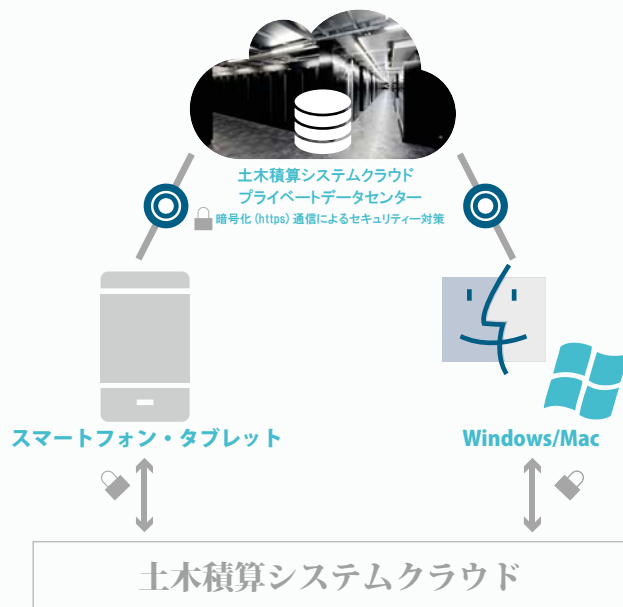 土木積算システムクラウド
プライベートデータセンター
暗号化(https)通信によるセキュリティー対策
スマートフォン・タブレット
Windows/Mac
土木積算システムクラウド